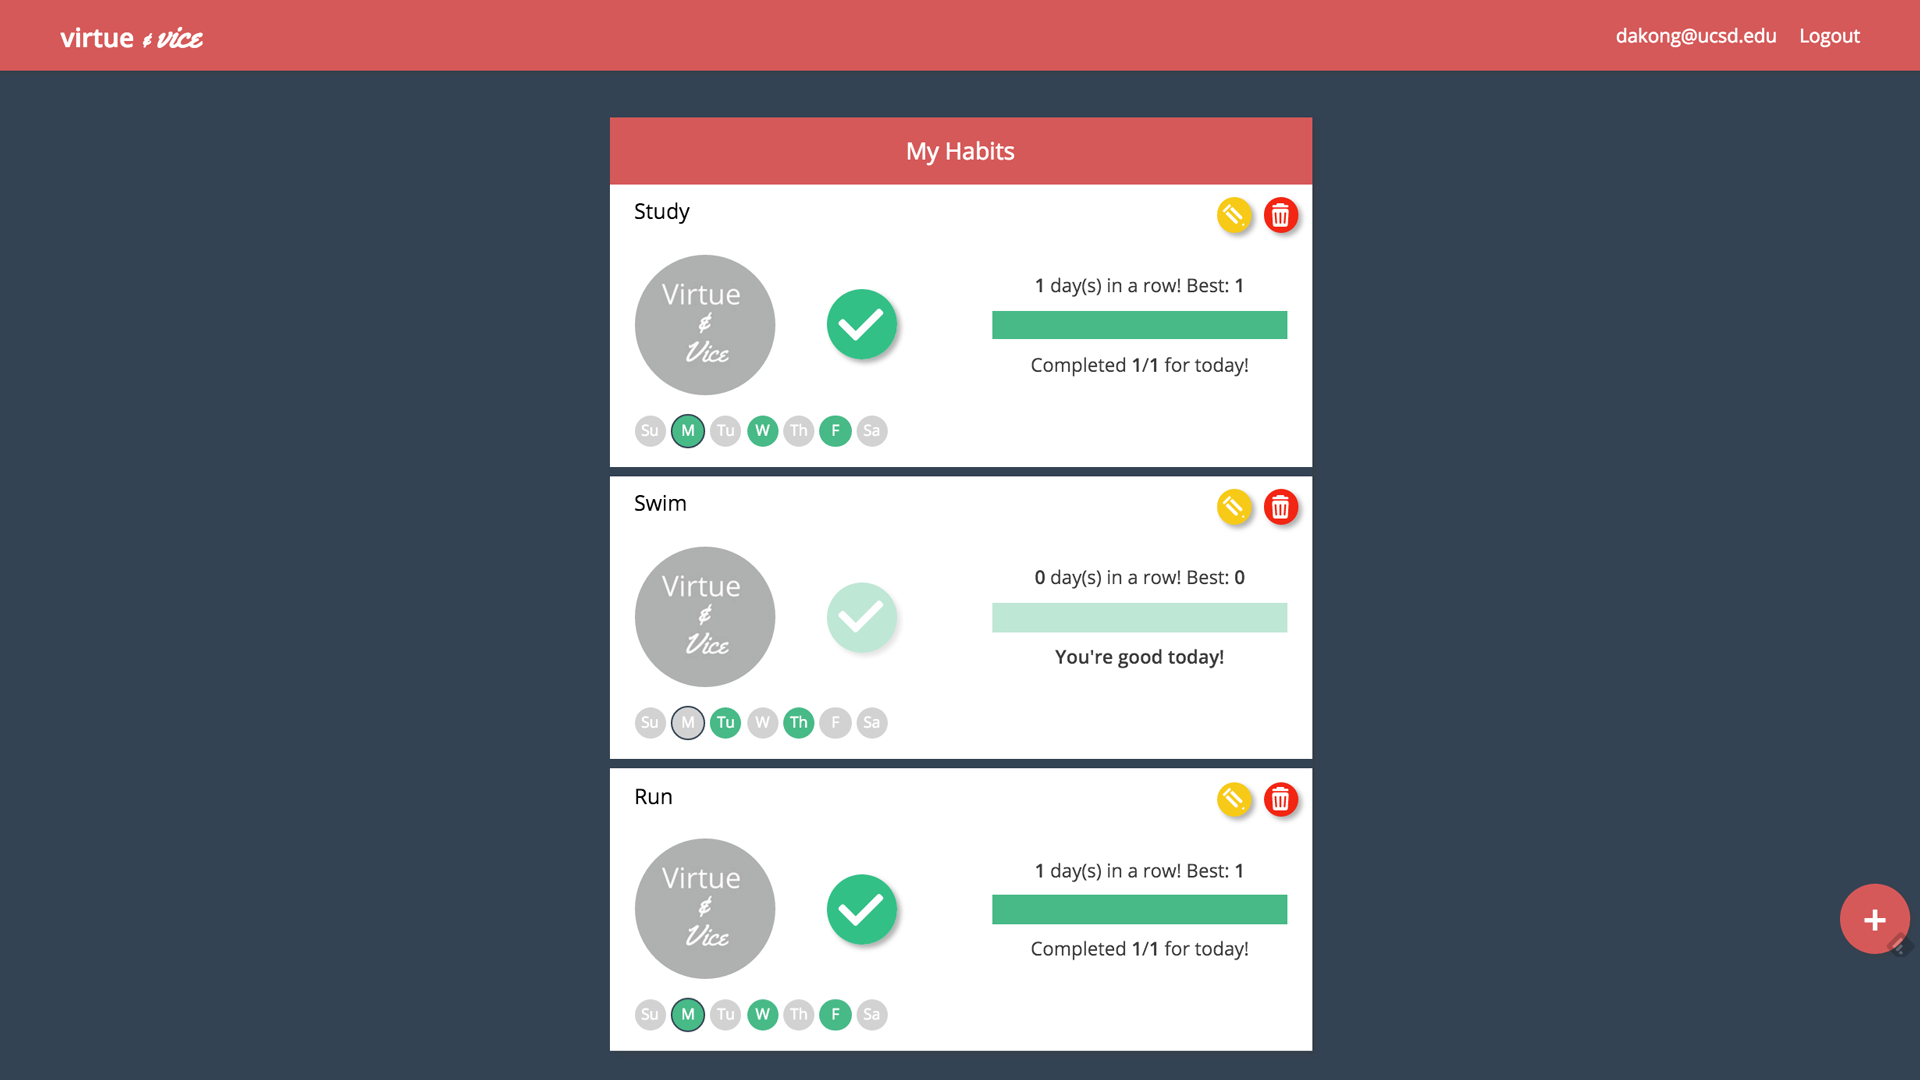 virtue & vice
dakong@ucsd.edu Logout
My Habits
Study
Virtue
&
Vice
1 day(s) in a row! Best: 1
Completed 1/1 for today!
Su M Tu W Th F Sa
Swim
Virtue
&
Vice
0 day(s) in a row! Best: 0
You're good today!
Su M Tu W Th F Sa
Run
Virtue
&
Vice
1 day(s) in a row! Best: 1
Completed 1/1 for today!
Su M Tu W Th F Sa
+